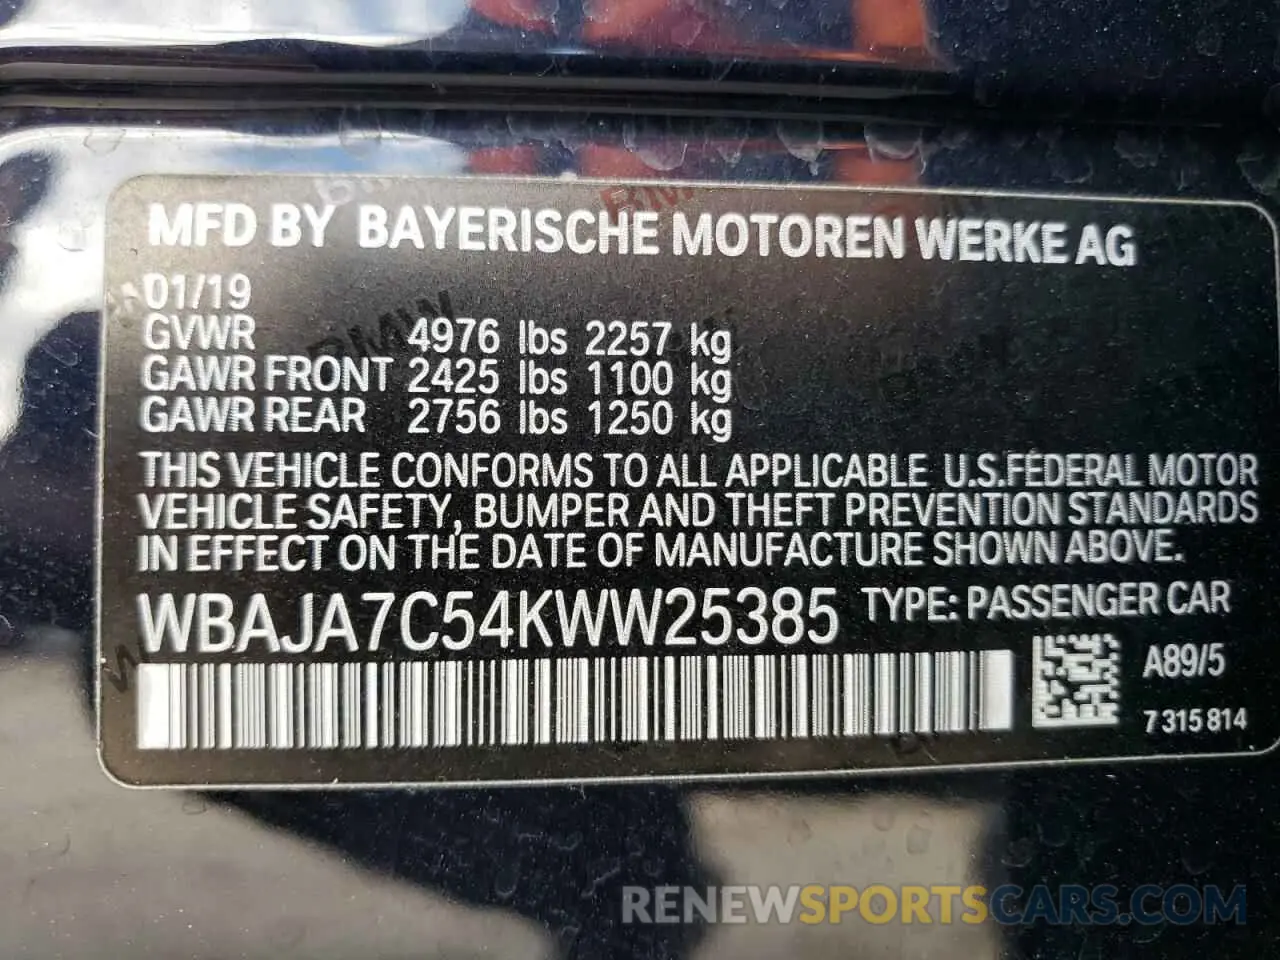 MFD BY BAYERISCHE MOTOREN WERKE AG
01/19
GVWR 4976 lbs 2257 kg
GAWR FRONT 2425 lbs 1100 kg
GAWR REAR 2756 lbs 1250 kg
THIS VEHICLE CONFORMS TO ALL APPLICABLE U.S.FEDERAL MOTOR
VEHICLE SAFETY, BUMPER AND THEFT PREVENTION STANDARDS
IN EFFECT ON THE DATE OF MANUFACTURE SHOWN ABOVE.
WBAJA7C54KWW25385 TYPE: PASSENGER CAR
A89/5
7 315 814
RENEWSPORTSCARS.COM